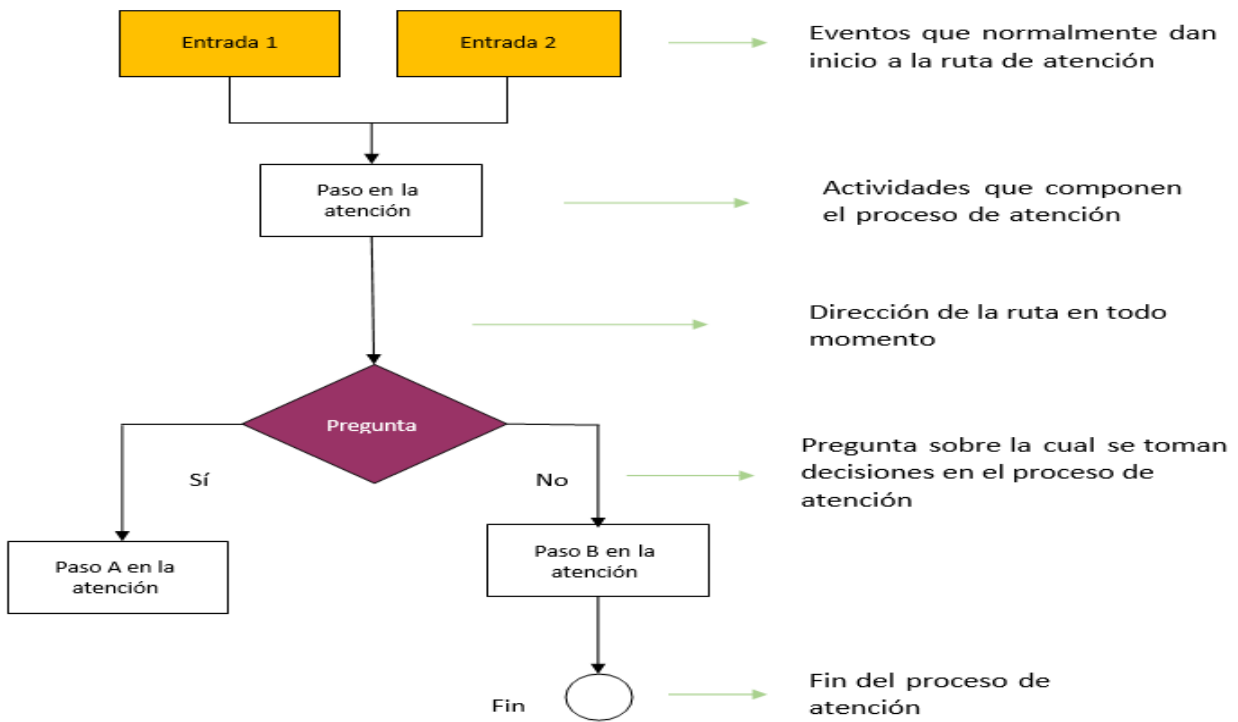 Entrada 1
Entrada 2
Eventos que normalmente dan
inicio a la ruta de atención
Paso en la
atención
Actividades que componen
el proceso de atención
Dirección de la ruta en todo
momento
Pregunta
Sí
No
Pregunta sobre la cual se toman
decisiones en el proceso de
atención
Paso A en la
atención
Paso B en la
atención
Fin
Fin del proceso de
atención